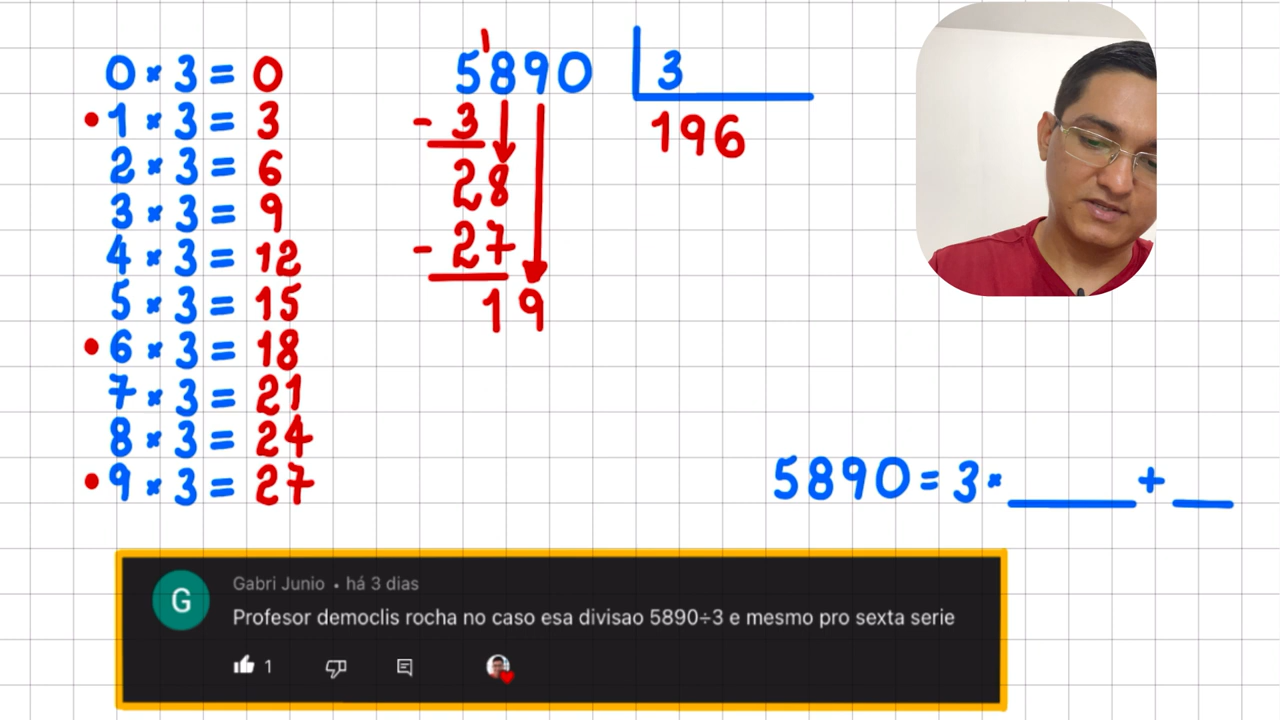 0 × 3 = 0
• 1 × 3 = 3
2 × 3 = 6
3 × 3 = 9
4 × 3 = 12
5 × 3 = 15
• 6 × 3 = 18
7 × 3 = 21
8 × 3 = 24
• 9 × 3 = 27
1
5890 3
- 3 196
28
- 27
19
5890 = 3 × ____ + __
G
Gabri Junio • há 3 dias
Profesor democlis rocha no caso esa divisao 5890÷3 e mesmo pro sexta serie
1